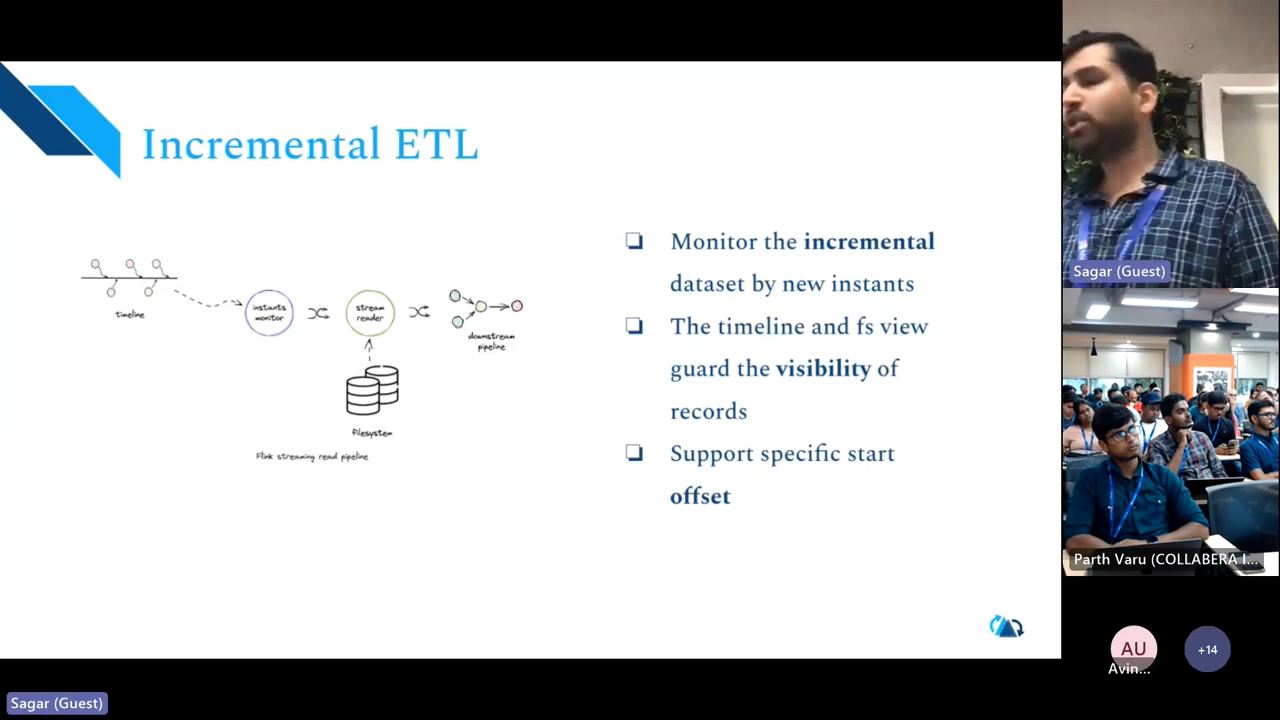 Incremental ETL
timeline
instants
monitor
stream
reader
downstream
pipeline
filesystem
Flink streaming read pipeline
Monitor the incremental
dataset by new instants
The timeline and fs view
guard the visibility of
records
Support specific start
offset
Sagar (Guest)
Parth Varu (COLLABERA I...
AU
Avin...
+14
Sagar (Guest)